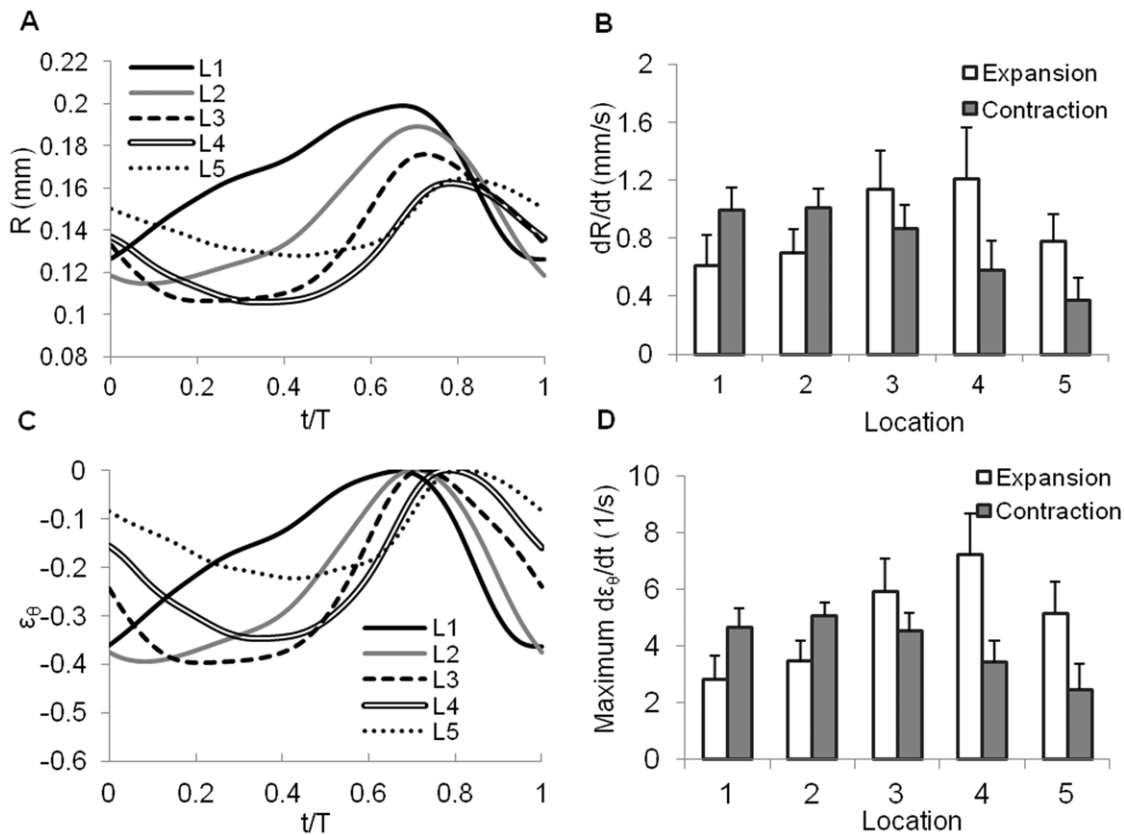 A
R (mm)
0.22
0.2
0.18
0.16
0.14
0.12
0.1
0.08
L1
L2
L3
L4
L5
0 0.2 0.4 0.6 0.8 1
t/T
B
dR/dt (mm/s)
2
1.6
1.2
0.8
0.4
0
Expansion
Contraction
1 2 3 4 5
Location
C
εθ
0
-0.1
-0.2
-0.3
-0.4
-0.5
-0.6
L1
L2
L3
L4
L5
0 0.2 0.4 0.6 0.8 1
t/T
D
Maximum dεθ/dt (1/s)
10
8
6
4
2
0
Expansion
Contraction
1 2 3 4 5
Location